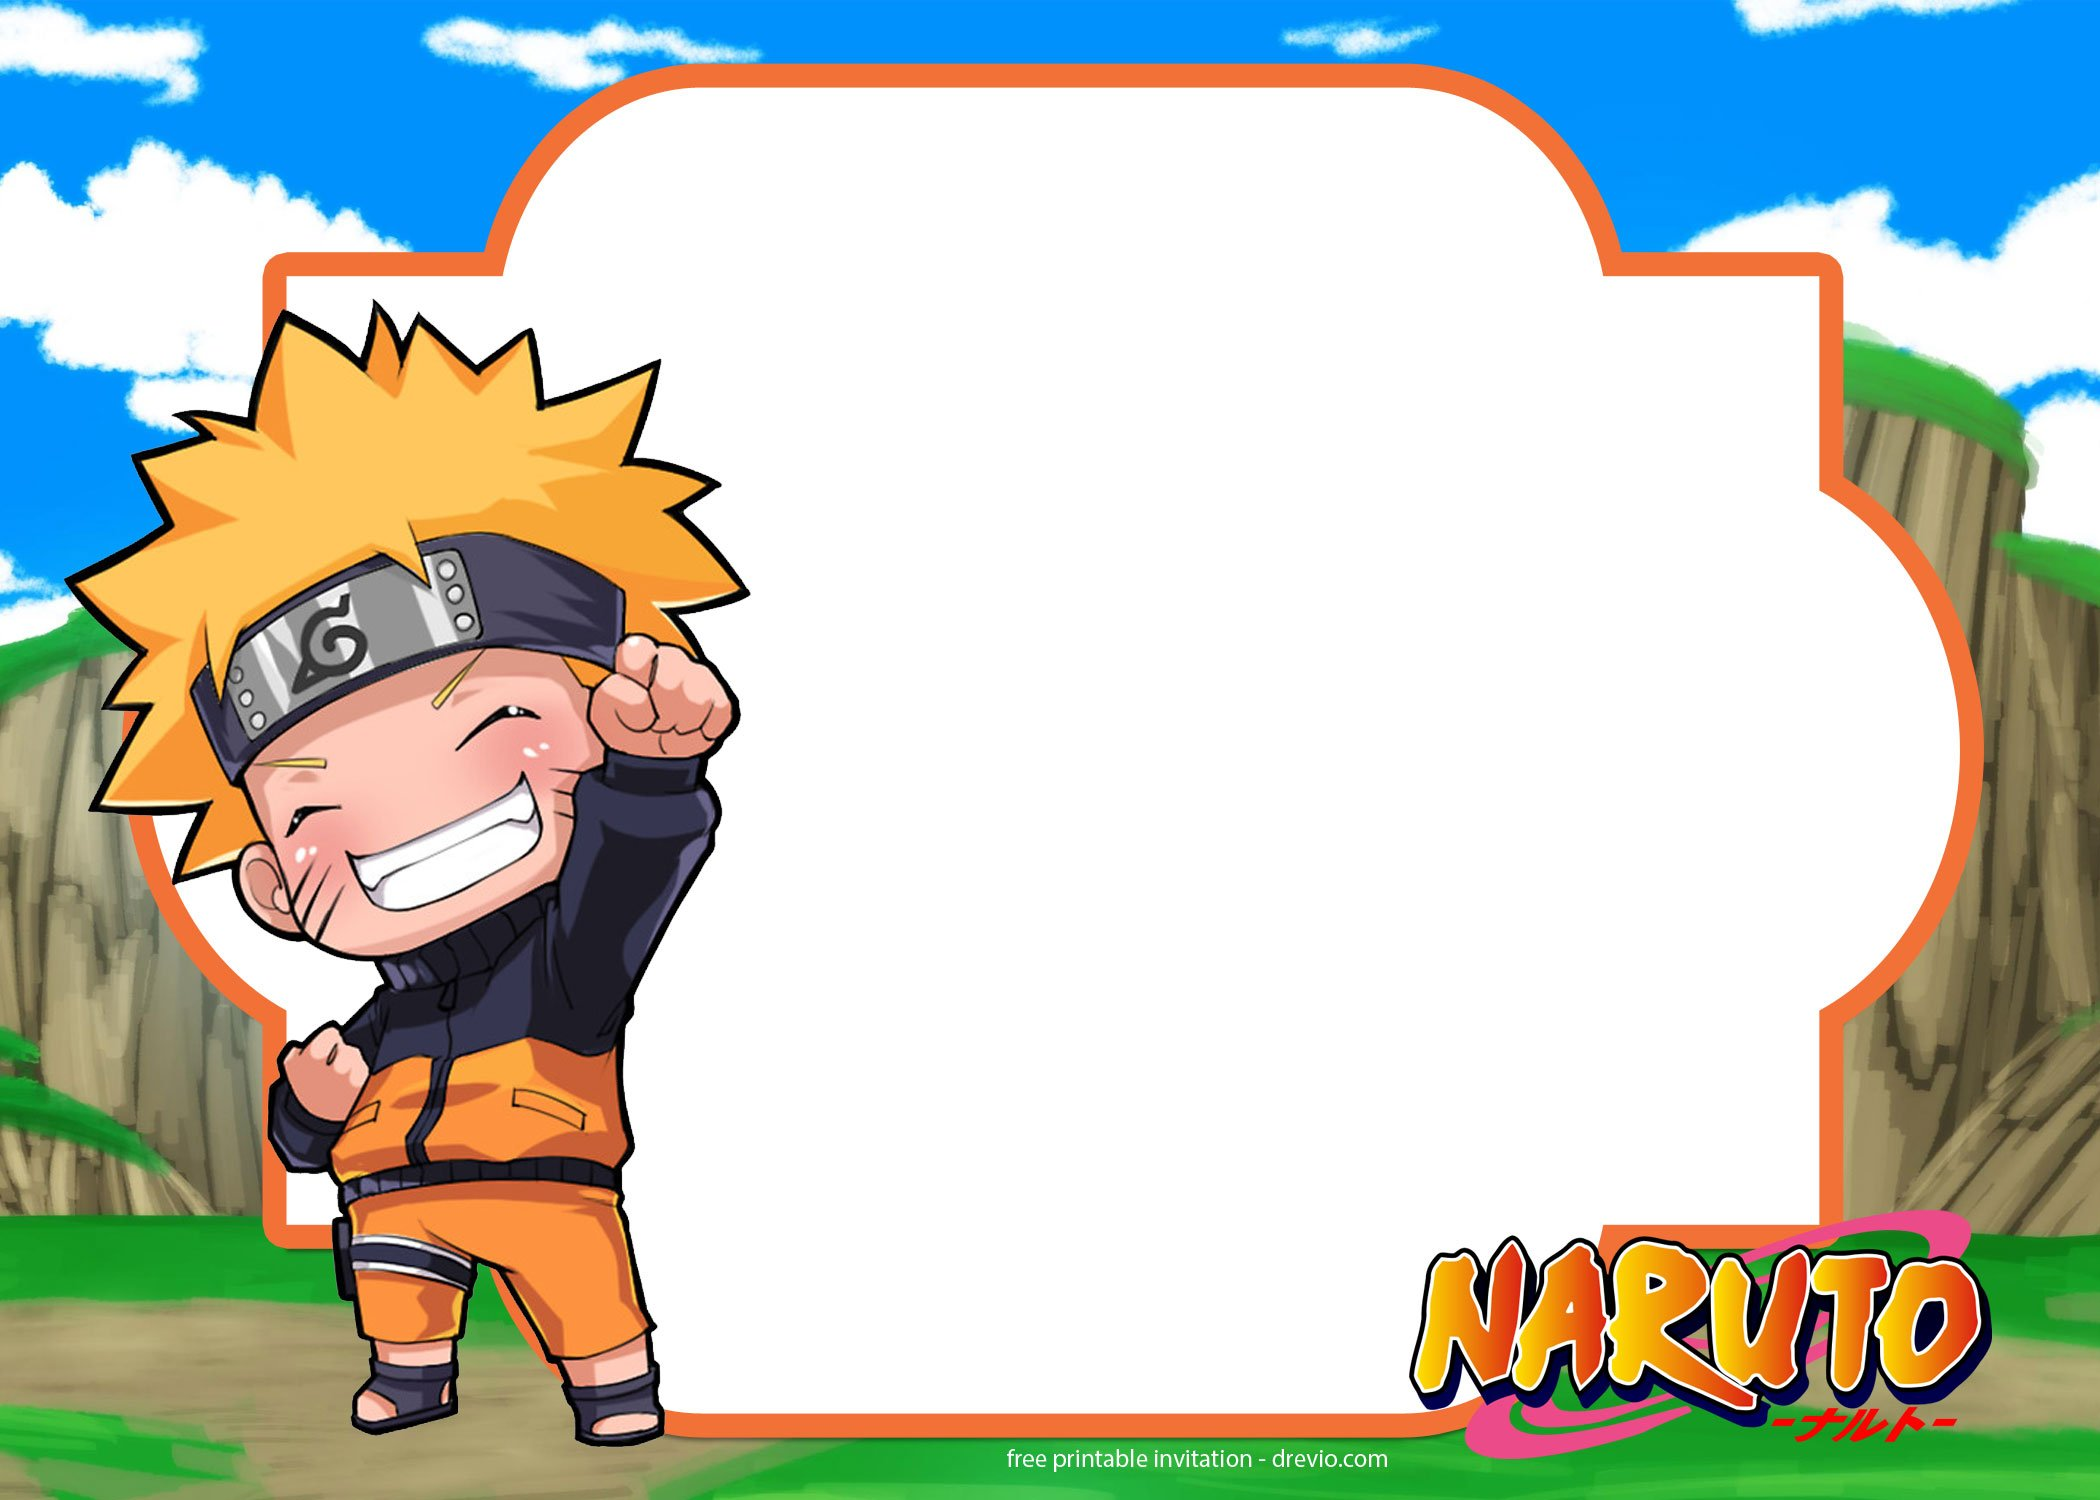 NARUTO
-ナルト-
free printable invitation - drevio.com